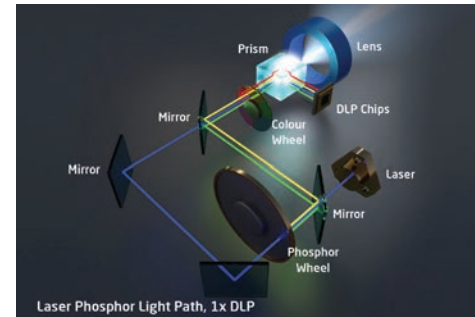 Prism
Lens
Mirror
Colour
Wheel
DLP Chips
Mirror
Laser
Mirror
Phosphor
Wheel
Laser Phosphor Light Path, 1x DLP